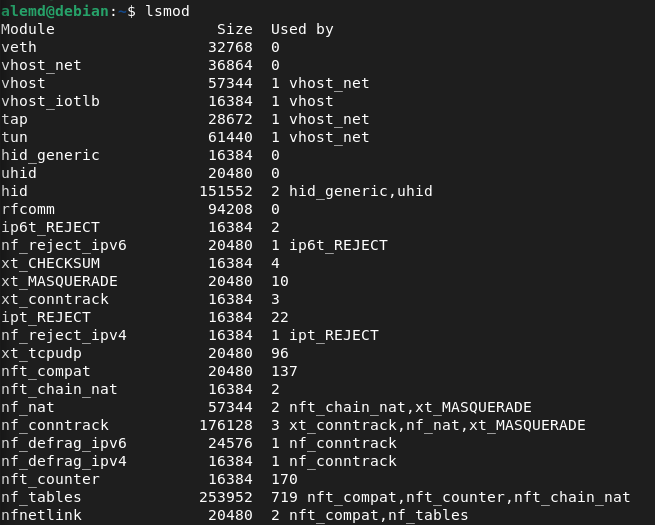 alemd@debian:~$ lsmod
Module                  Size  Used by
veth                   32768  0
vhost_net              36864  0
vhost                  57344  1 vhost_net
vhost_iotlb            16384  1 vhost
tap                    28672  1 vhost_net
tun                    61440  1 vhost_net
hid_generic            16384  0
uhid                   20480  0
hid                   151552  2 hid_generic,uhid
rfcomm                 94208  0
ip6t_REJECT            16384  2
nf_reject_ipv6         20480  1 ip6t_REJECT
xt_CHECKSUM            16384  4
xt_MASQUERADE          20480  10
xt_conntrack           16384  3
ipt_REJECT             16384  22
nf_reject_ipv4         16384  1 ipt_REJECT
xt_tcpudp              20480  96
nft_compat             20480  137
nft_chain_nat          16384  2
nf_nat                 57344  2 nft_chain_nat,xt_MASQUERADE
nf_conntrack          176128  3 xt_conntrack,nf_nat,xt_MASQUERADE
nf_defrag_ipv6         24576  1 nf_conntrack
nf_defrag_ipv4         16384  1 nf_conntrack
nft_counter            16384  170
nf_tables             253952  719 nft_compat,nft_counter,nft_chain_nat
nfnetlink              20480  2 nft_compat,nf_tables